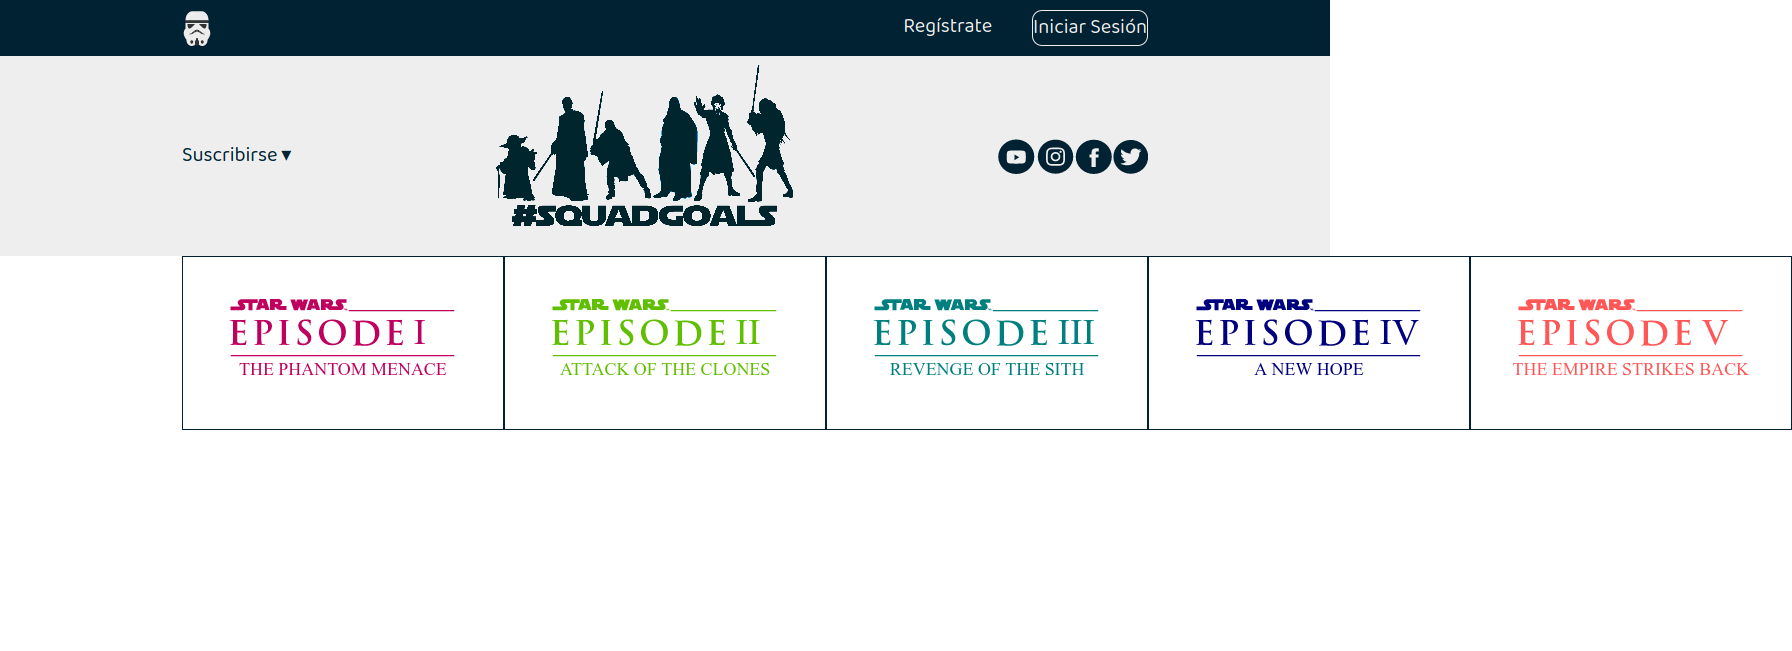 Regístrate
Iniciar Sesión
Suscribirse ▼
#SQUADGOALS
STAR WARS
EPISODE I
THE PHANTOM MENACE
STAR WARS
EPISODE II
ATTACK OF THE CLONES
STAR WARS
EPISODE III
REVENGE OF THE SITH
STAR WARS
EPISODE IV
A NEW HOPE
STAR WARS
EPISODE V
THE EMPIRE STRIKES BACK